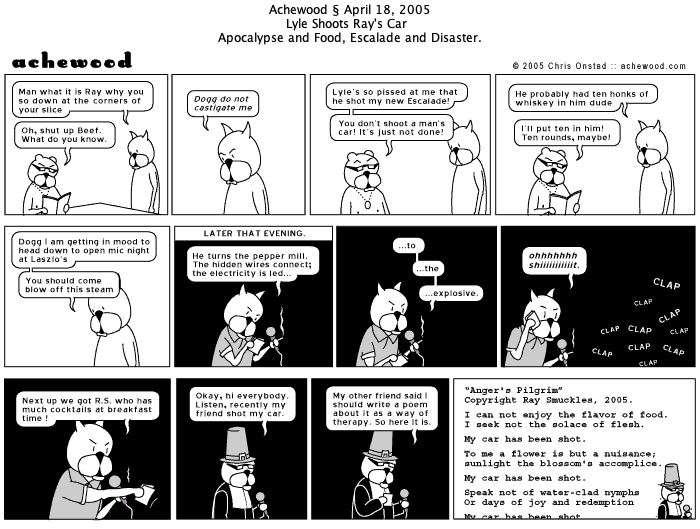 Achewood § April 18, 2005
Lyle Shoots Ray's Car
Apocalypse and Food, Escalade and Disaster.
achewood
© 2005 Chris Onstad :: achewood.com
Man what it is Ray why you
so down at the corners of
your slice
Oh, shut up Beef.
What do you know.
Dogg do not
castigate me
Lyle's so pissed at me that
he shot my new Escalade!
You don't shoot a man's
car! It's just not done!
He probably had ten honks of
whiskey in him dude
I'll put ten in him!
Ten rounds, maybe!
Dogg I am getting in mood to
head down to open mic night
at Laszlo's
You should come
blow off this steam
LATER THAT EVENING.
He turns the pepper mill.
The hidden wires connect;
the electricity is led...
...to
...the
...explosive.
ohhhhhhh
shiiiiiiiiiiit.
CLAP
CLAP
CLAP
CLAP
CLAP
CLAP
CLAP
CLAP
Next up we got R.S. who has
much cocktails at breakfast
time !
Okay, hi everybody.
Listen, recently my
friend shot my car.
My other friend said I
should write a poem
about it as a way of
therapy. So here it is.
"Anger's Pilgrim"
Copyright Ray Smuckles, 2005.
I can not enjoy the flavor of food.
I seek not the solace of flesh.
My car has been shot.
To me a flower is but a nuisance;
sunlight the blossom's accomplice.
My car has been shot.
Speak not of water-clad nymphs
Or days of joy and redemption
My car has been shot